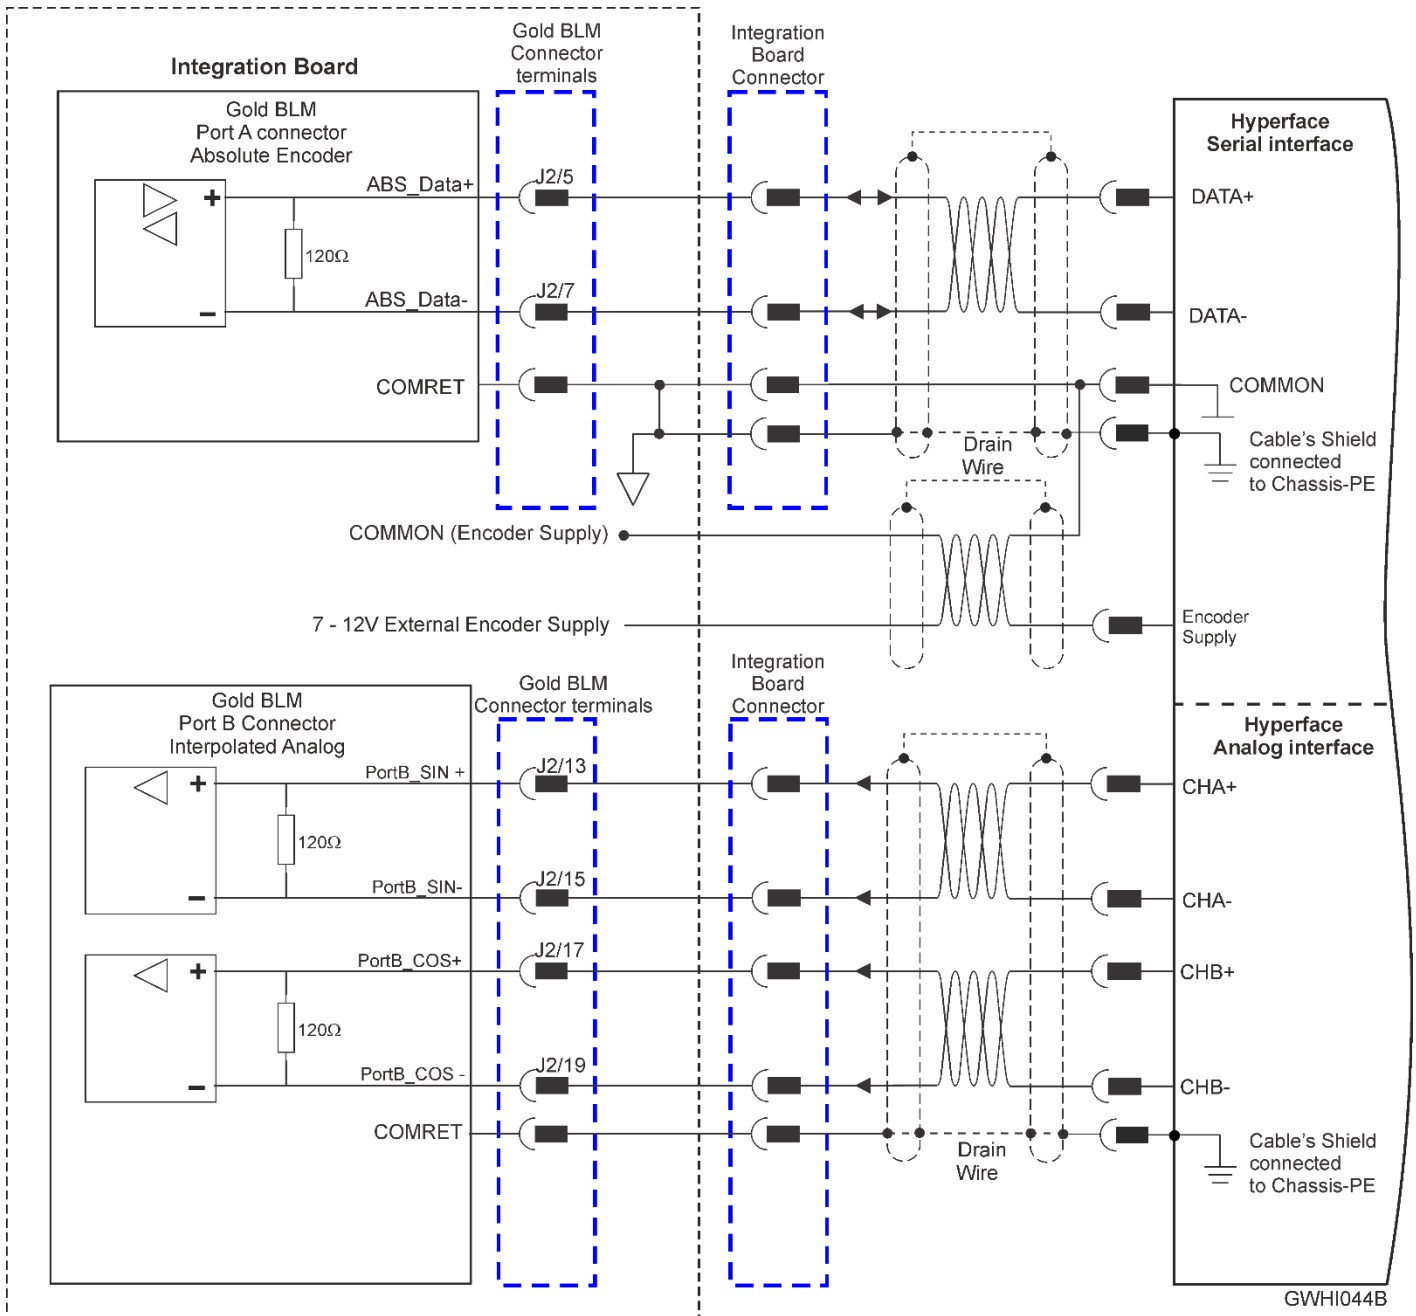 Integration Board
Gold BLM
Connector
terminals
Integration
Board
Connector
Gold BLM
Port A connector
Absolute Encoder
Hyperface
Serial interface
ABS_Data+
J2/5
DATA+
+
120Ω
ABS_Data-
J2/7
DATA-
−
COMRET
COMMON
Drain
Wire
Cable's Shield
connected
to Chassis-PE
COMMON (Encoder Supply)
7 - 12V External Encoder Supply
Encoder
Supply
Gold BLM
Port B Connector
Interpolated Analog
Gold BLM
Connector terminals
Integration
Board
Connector
Hyperface
Analog interface
PortB_SIN +
J2/13
CHA+
+
120Ω
PortB_SIN-
J2/15
CHA-
−
PortB_COS+
J2/17
CHB+
+
120Ω
PortB_COS -
J2/19
CHB-
−
COMRET
Drain
Wire
Cable's Shield
connected
to Chassis-PE
GWHI044B